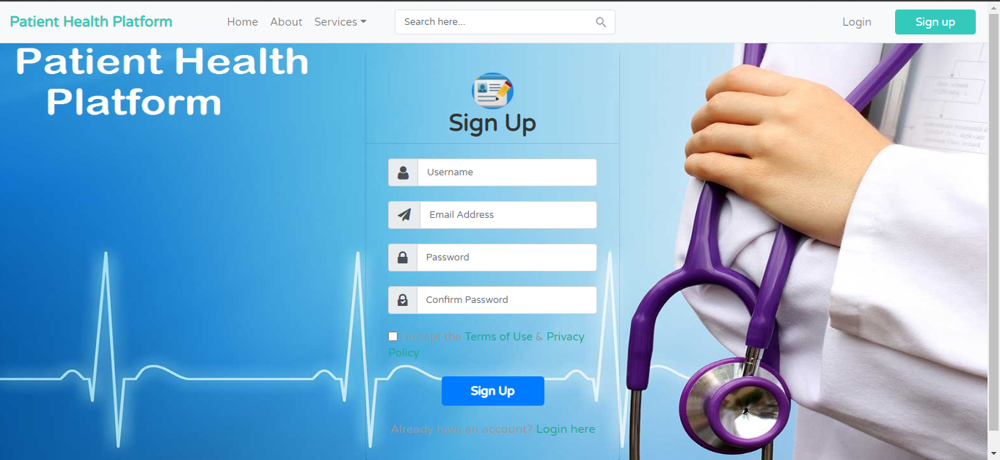 Patient Health Platform
Home
About
Services
Search here...
Login
Sign up
Patient Health
Platform
Sign Up
Username
Email Address
Password
Confirm Password
I accept the Terms of Use & Privacy
Policy
Sign Up
Already have an account? Login here